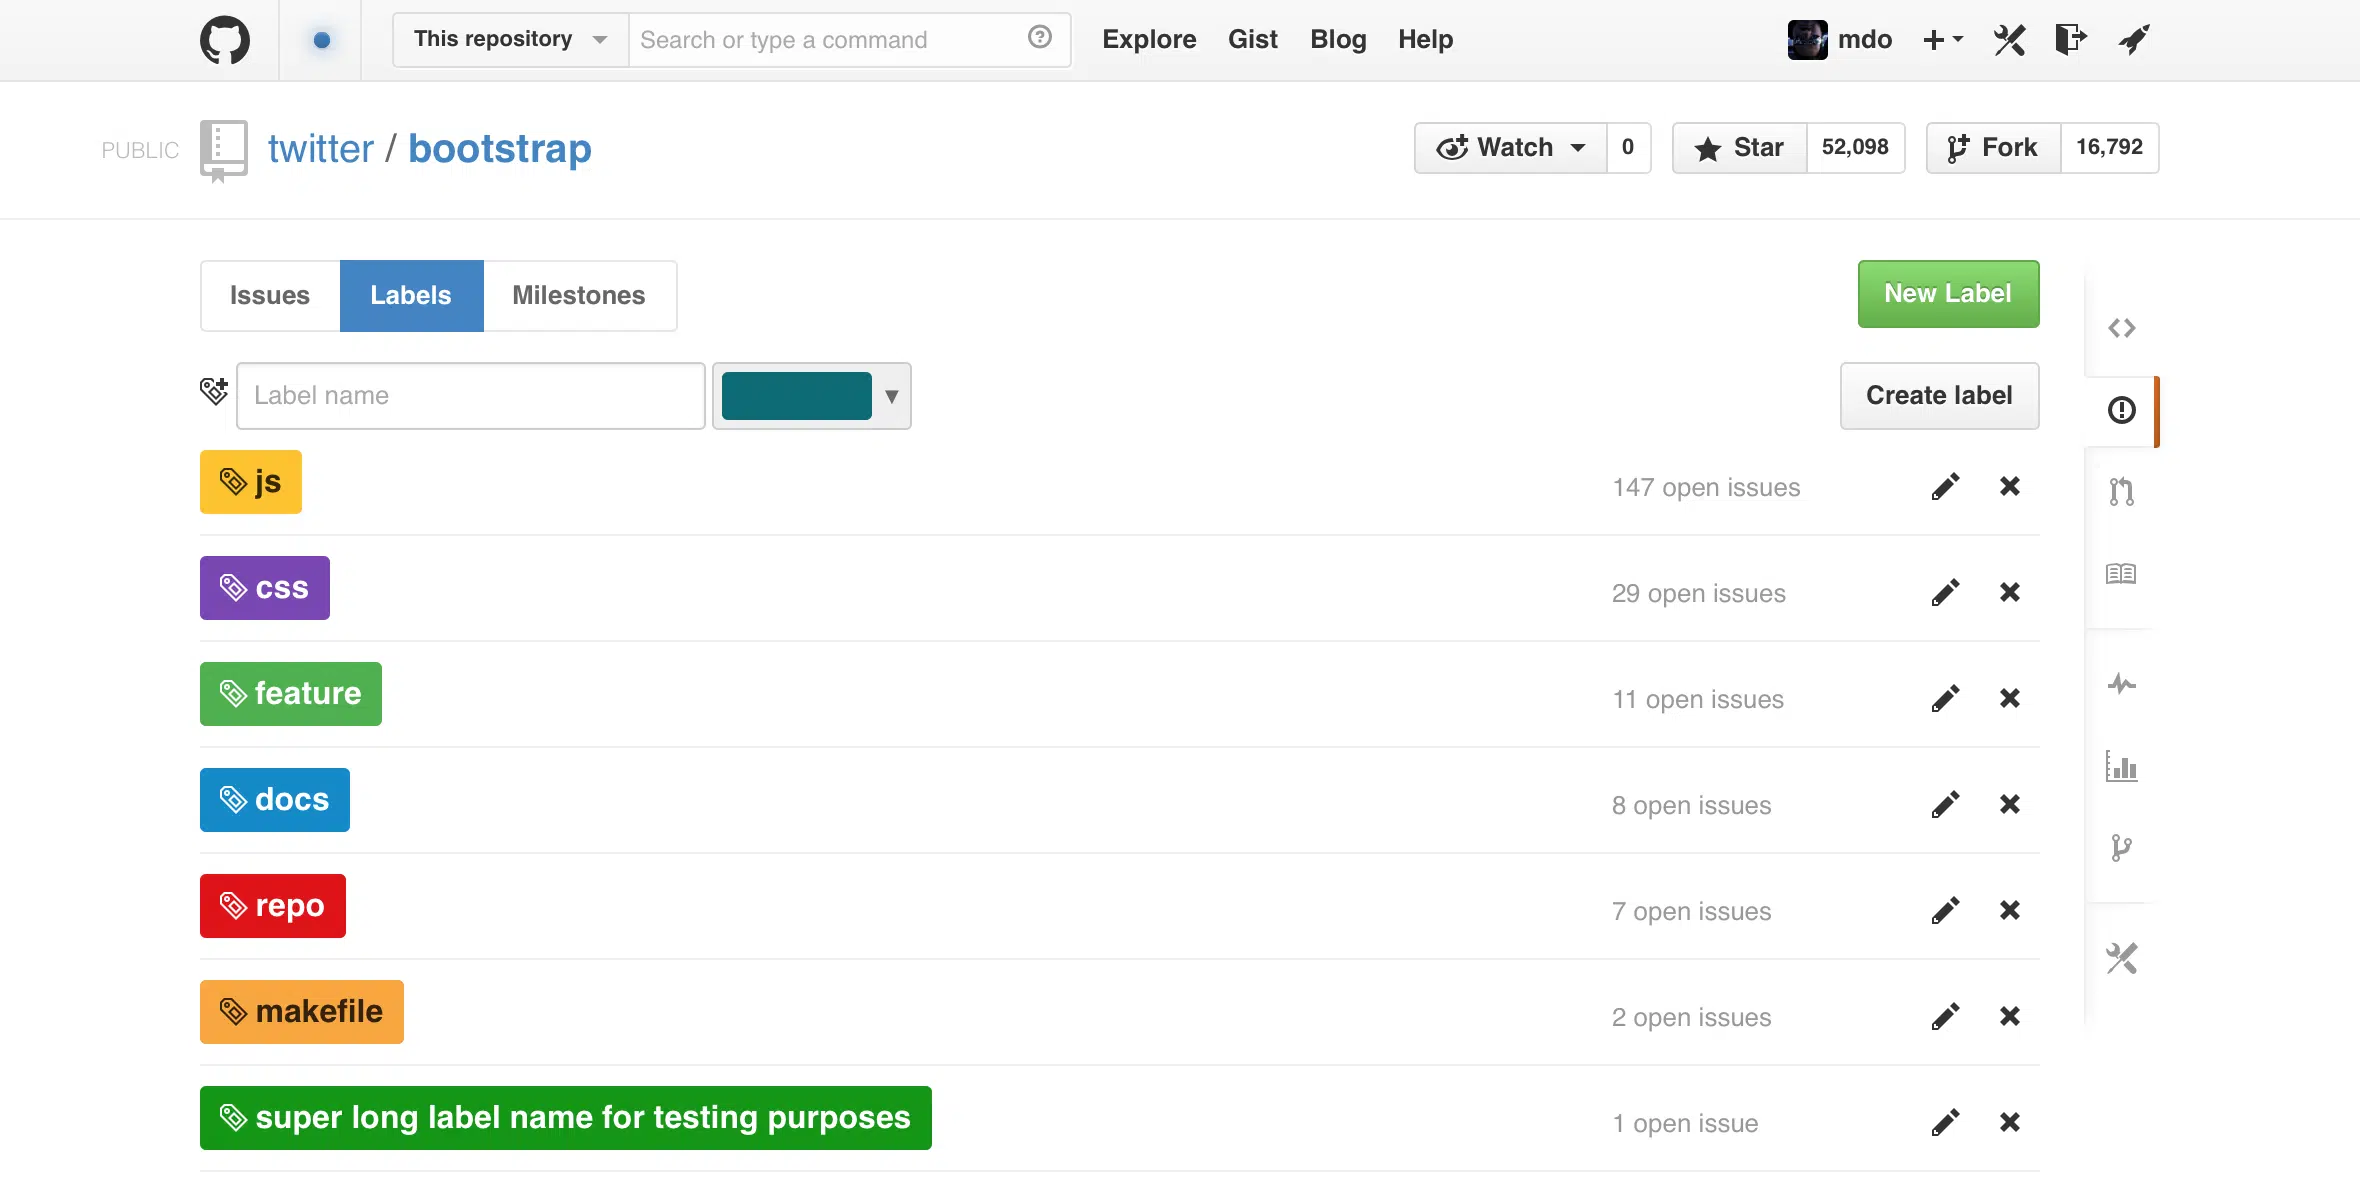 This repository Search or type a command Explore Gist Blog Help mdo
PUBLIC twitter / bootstrap Watch 0 Star 52,098 Fork 16,792
Issues Labels Milestones New Label
Label name Create label
js 147 open issues
css 29 open issues
feature 11 open issues
docs 8 open issues
repo 7 open issues
makefile 2 open issues
super long label name for testing purposes 1 open issue